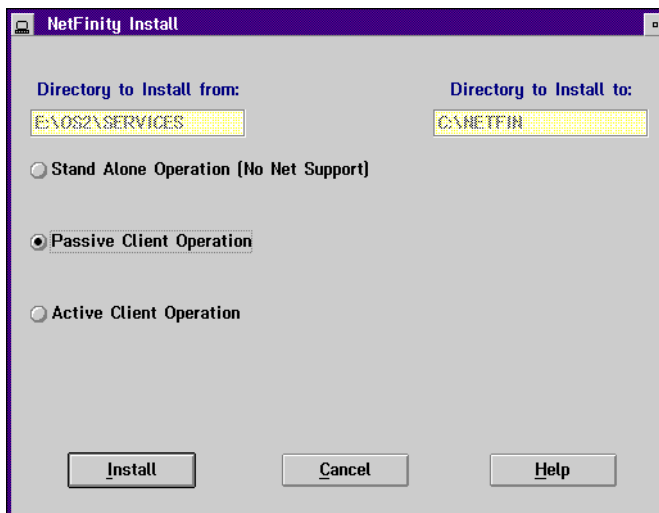 NetFinity Install
Directory to Install from: Directory to Install to:
E:\OS2\SERVICES C:\NETFIN
Stand Alone Operation (No Net Support)
Passive Client Operation
Active Client Operation
Install Cancel Help